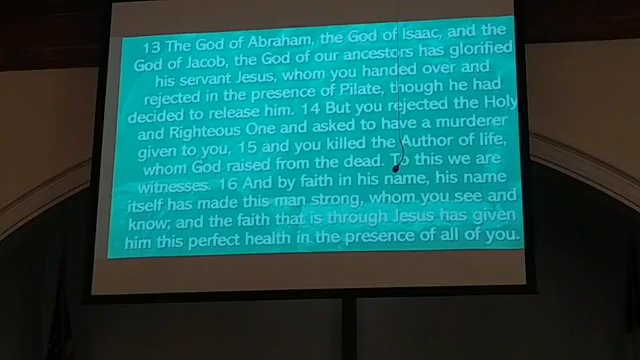 13 The God of Abraham, the God of Isaac, and the
God of Jacob, the God of our ancestors has glorified
his servant Jesus, whom you handed over and
rejected in the presence of Pilate, though he had
decided to release him. 14 But you rejected the Holy
and Righteous One and asked to have a murderer
given to you, 15 and you killed the Author of life,
whom God raised from the dead. To this we are
witnesses. 16 And by faith in his name, his name
itself has made this man strong, whom you see and
know; and the faith that is through Jesus has given
him this perfect health in the presence of all of you.